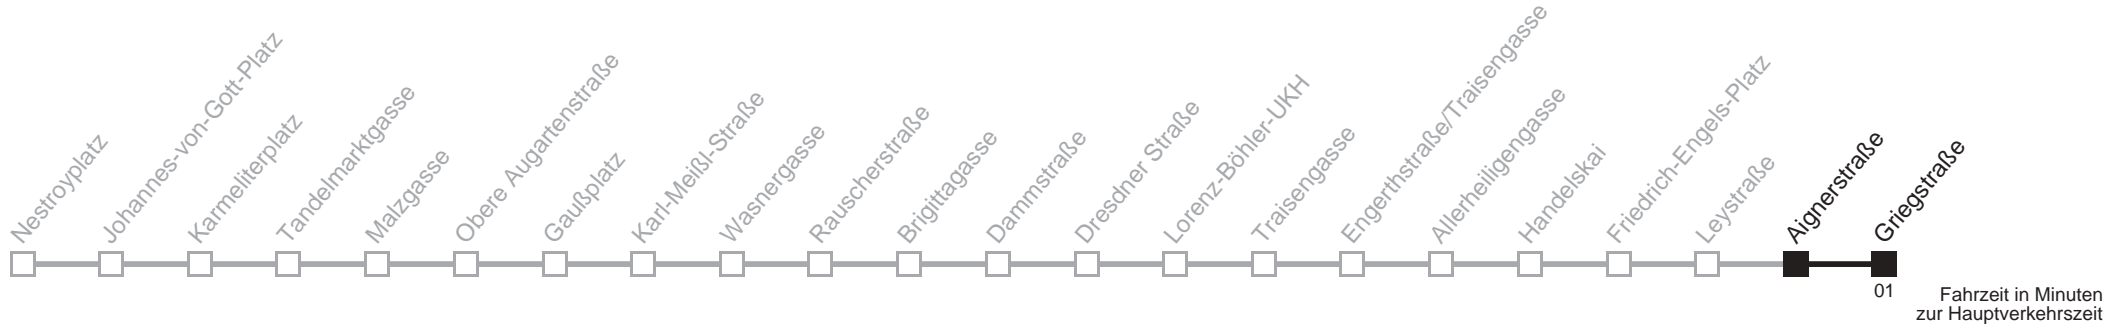 Nestroyplatz
Johannes-von-Gott-Platz
Karmeliterplatz
Tandelmarktgasse
Malzgasse
Obere Augartenstraße
Gaußplatz
Karl-Meißl-Straße
Wasnergasse
Rauscherstraße
Brigittagasse
Dammstraße
Dresdner Straße
Lorenz-Böhler-UKH
Traisengasse
Engerthstraße/Traisengasse
Allerheiligengasse
Handelskai
Friedrich-Engels-Platz
Leystraße
Aignerstraße
Griegstraße
01
Fahrzeit in Minuten
zur Hauptverkehrszeit